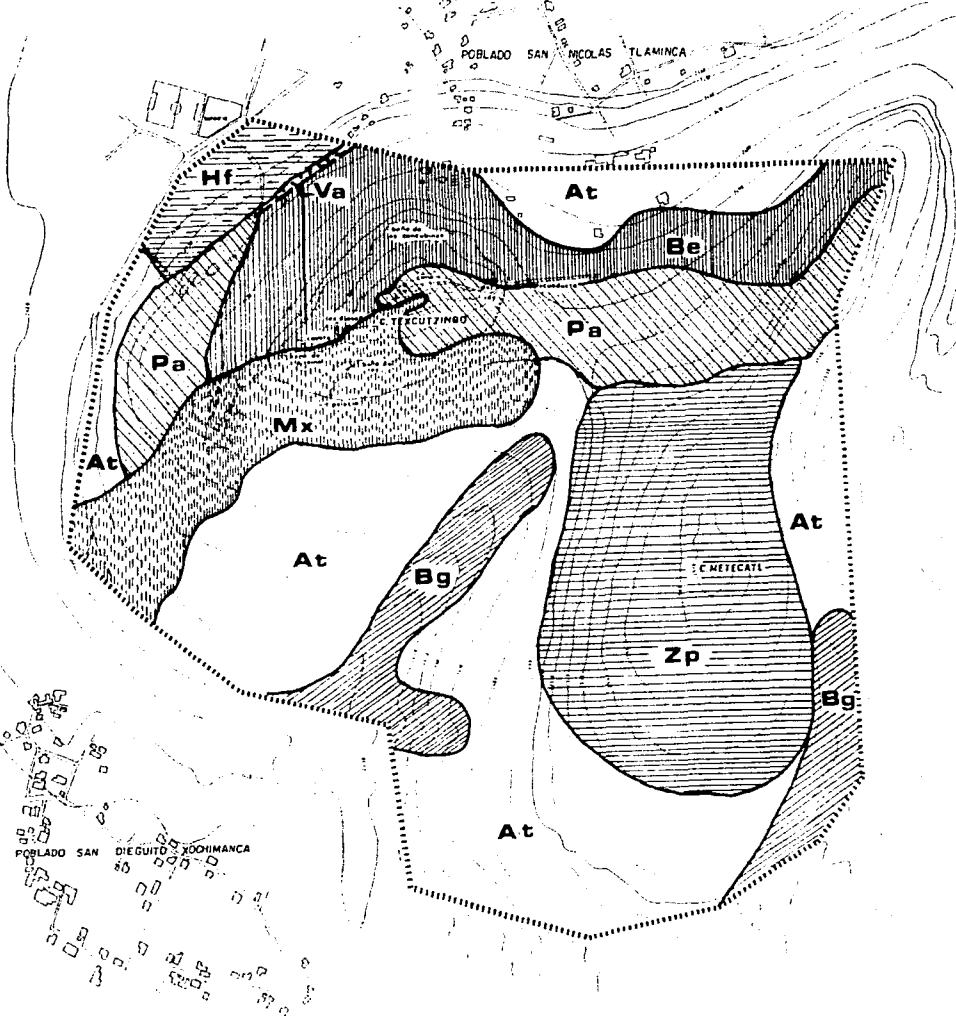 POBLADO SAN NICOLAS TLAMINCA
Hf
Va
At
Be
C. TEXCUTZINGO
Pa
Pa
Mx
At
At
At
C. METECATL
Bg
Zp
Bg
At
POBLADO SAN DIEGUITO XOCHIMANCA